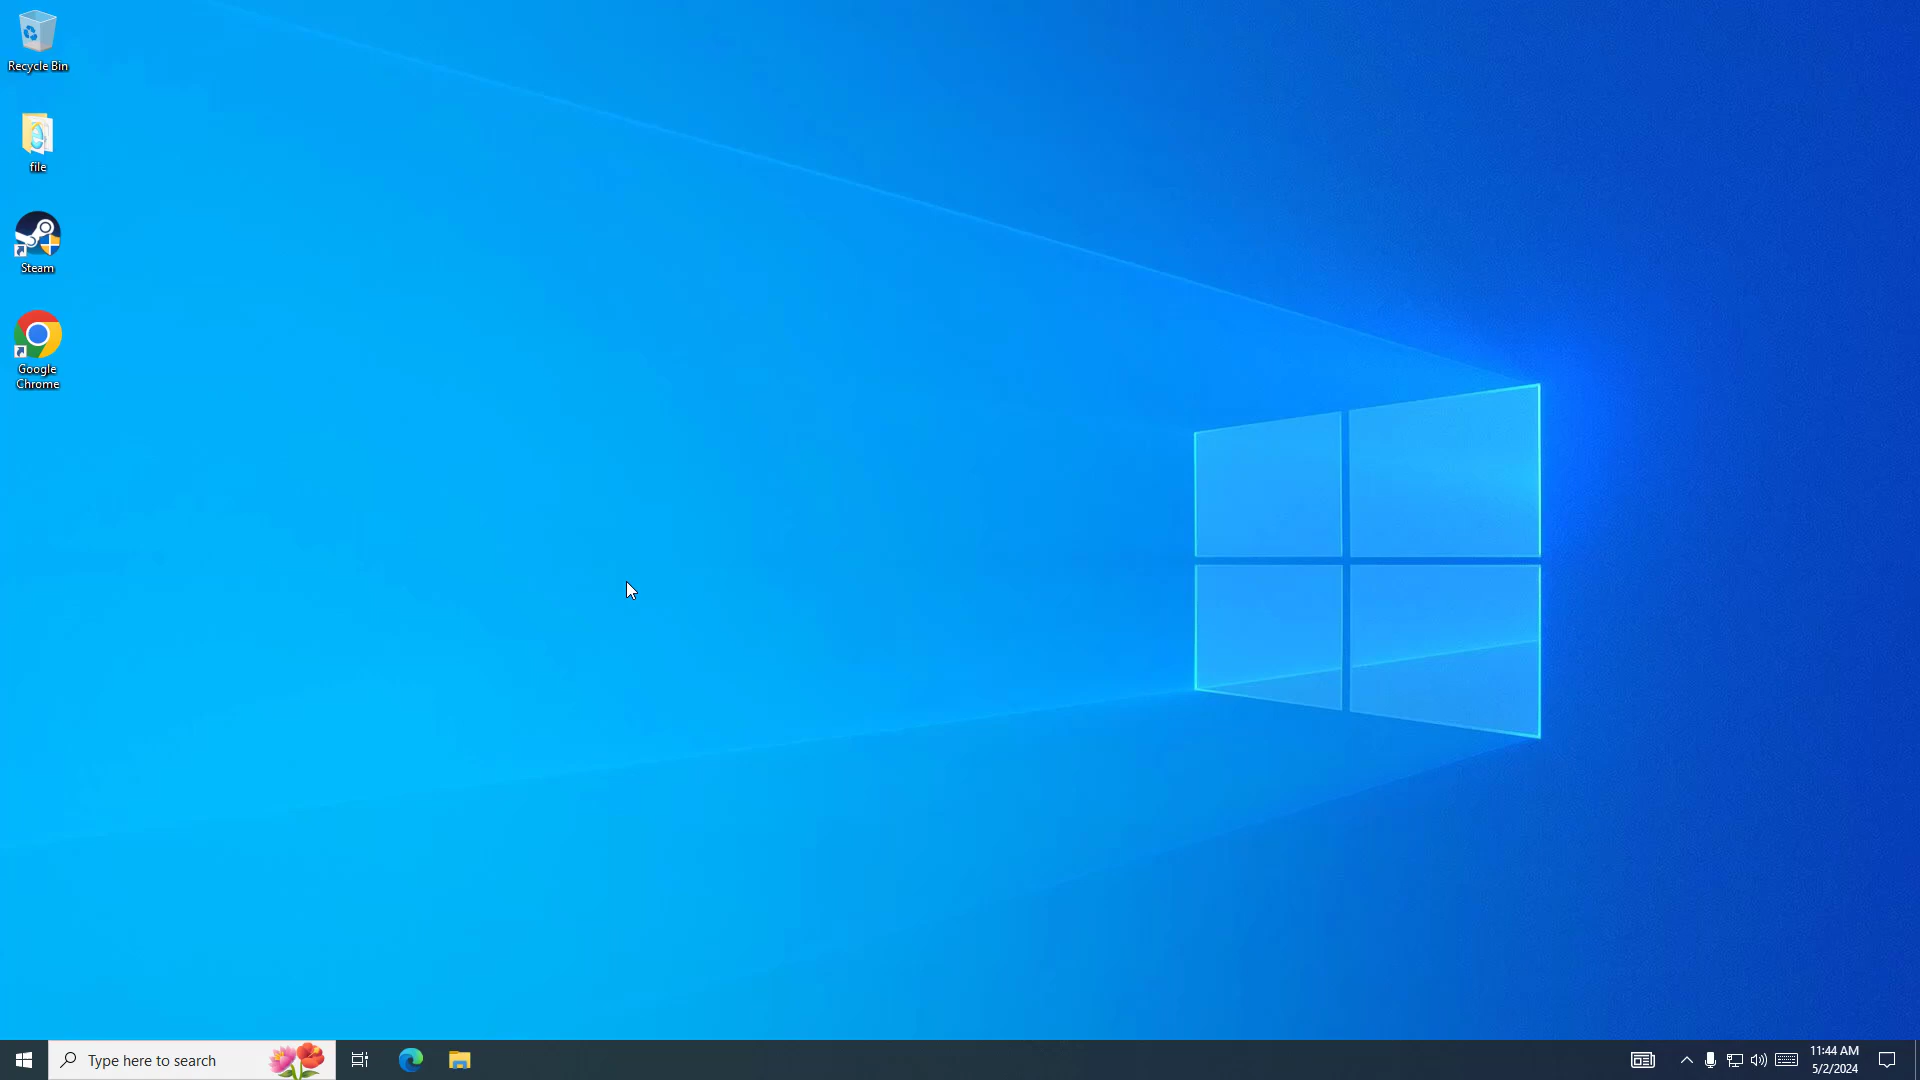 Recycle Bin
file
Steam
Google
Chrome
Type here to search
11:44 AM
5/2/2024